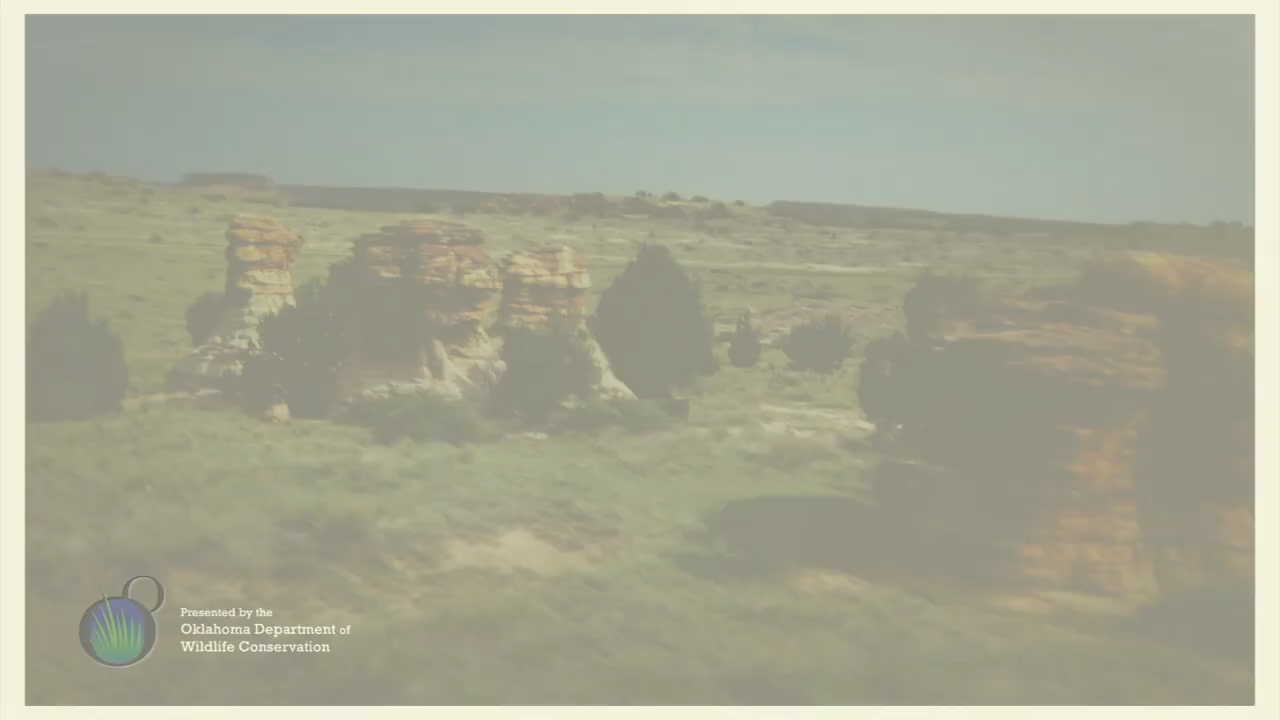 Presented by the
Oklahoma Department of
Wildlife Conservation